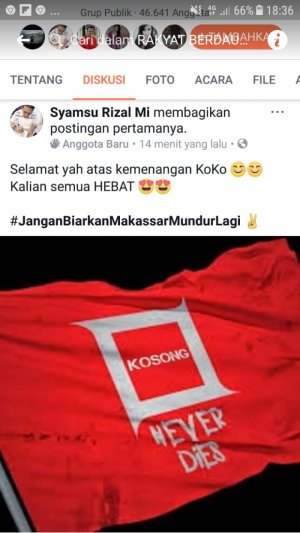 Grup Publik · 46.641 Anggota
66% 18:36
Cari dalam RAKYAT BERDAU...
+ TAMBAHKA
TENTANG DISKUSI FOTO ACARA FILE
Syamsu Rizal Mi membagikan
postingan pertamanya.
Anggota Baru · 14 menit yang lalu ·
Selamat yah atas kemenangan KoKo 😊😊
Kalian semua HEBAT 😍😍
#JanganBiarkanMakassarMundurLagi ✌
KOSONG
NEVER
DIES